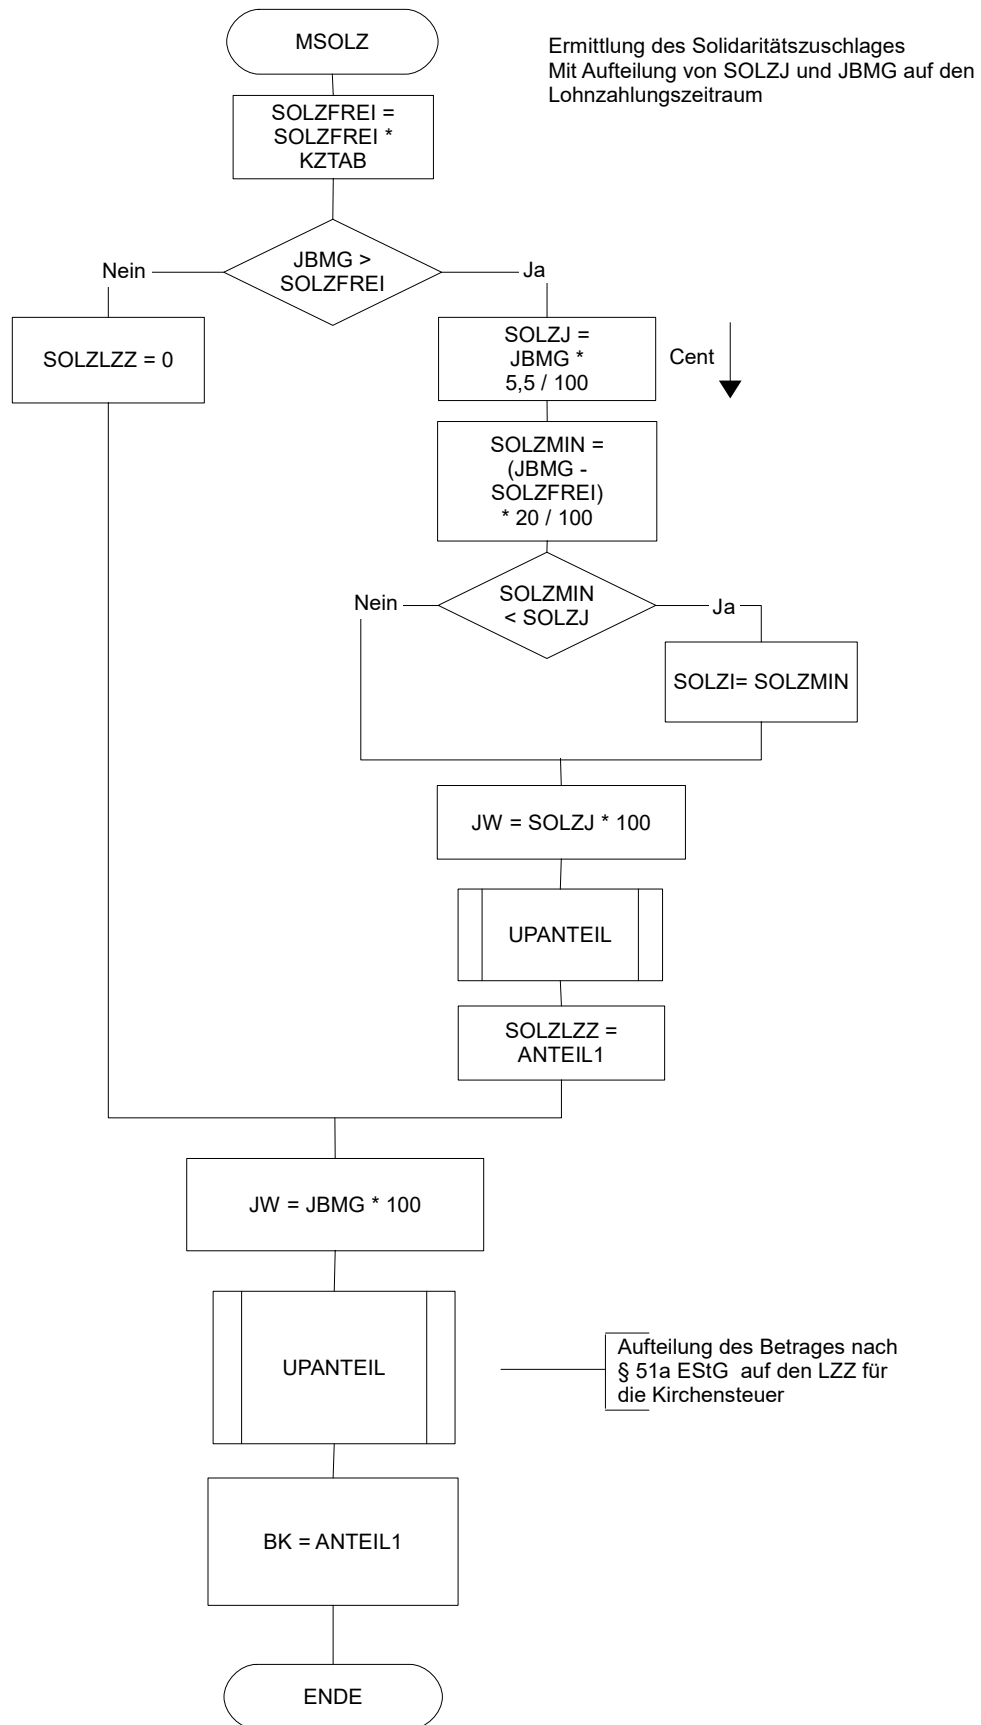 MSOLZ
Ermittlung des Solidaritätszuschlages
Mit Aufteilung von SOLZJ und JBMG auf den
Lohnzahlungszeitraum
SOLZFREI =
SOLZFREI *
KZTAB
JBMG >
SOLZFREI
Nein
Ja
SOLZLZZ = 0
SOLZJ =
JBMG *
5,5 / 100
Cent
SOLZMIN =
(JBMG -
SOLZFREI)
* 20 / 100
SOLZMIN
< SOLZJ
Nein
Ja
SOLZI= SOLZMIN
JW = SOLZJ * 100
UPANTEIL
SOLZLZZ =
ANTEIL1
JW = JBMG * 100
UPANTEIL
Aufteilung des Betrages nach
§ 51a EStG auf den LZZ für
die Kirchensteuer
BK = ANTEIL1
ENDE